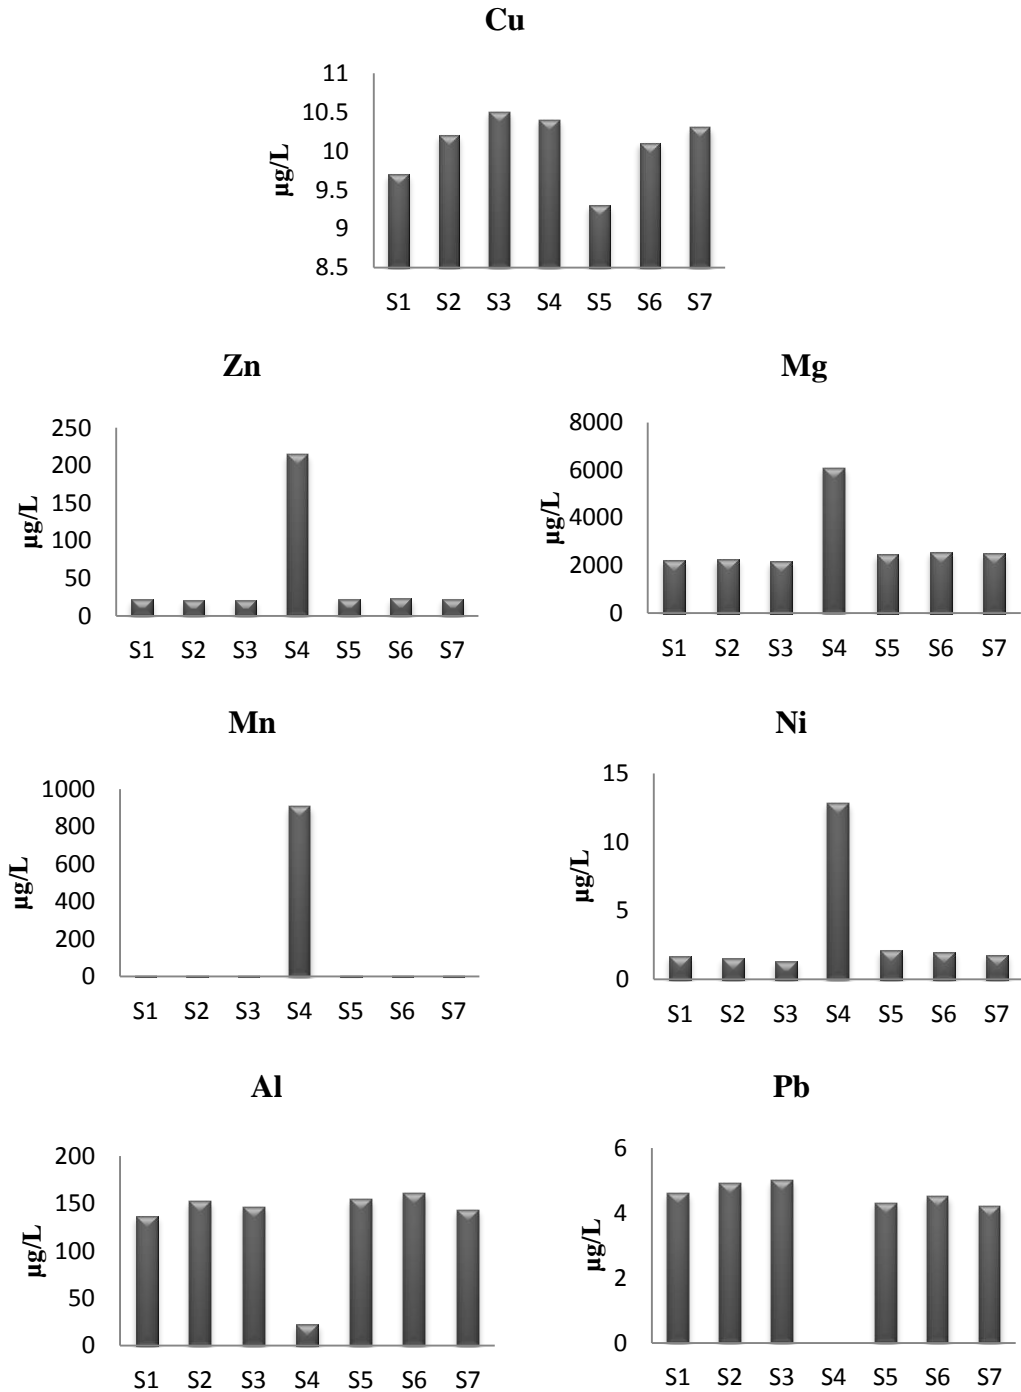 Cu
11
10.5
10
9.5
9
8.5
µg/L
S1 S2 S3 S4 S5 S6 S7
Zn
250
200
150
100
50
0
µg/L
S1 S2 S3 S4 S5 S6 S7
Mg
8000
6000
4000
2000
0
µg/L
S1 S2 S3 S4 S5 S6 S7
Mn
1000
800
600
400
200
0
µg/L
S1 S2 S3 S4 S5 S6 S7
Ni
15
10
5
0
µg/L
S1 S2 S3 S4 S5 S6 S7
Al
200
150
100
50
0
µg/L
S1 S2 S3 S4 S5 S6 S7
Pb
6
4
2
0
µg/L
S1 S2 S3 S4 S5 S6 S7